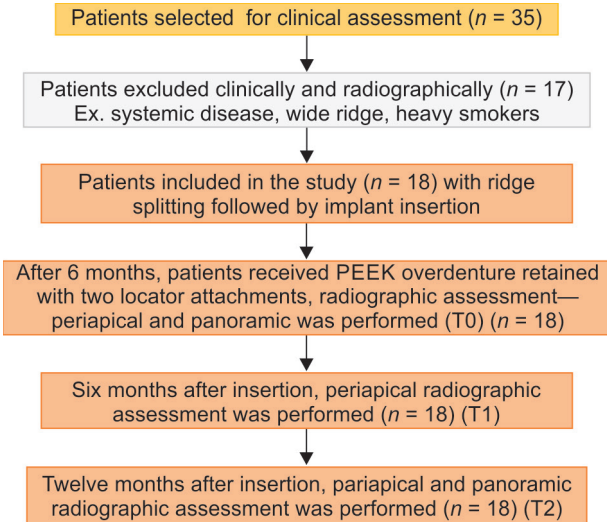 Patients selected for clinical assessment (n = 35)
Patients excluded clinically and radiographically (n = 17)
Ex. systemic disease, wide ridge, heavy smokers
Patients included in the study (n = 18) with ridge
splitting followed by implant insertion
After 6 months, patients received PEEK overdenture retained
with two locator attachments, radiographic assessment—
periapical and panoramic was performed (T0) (n = 18)
Six months after insertion, periapical radiographic
assessment was performed (n = 18) (T1)
Twelve months after insertion, pariapical and panoramic
radiographic assessment was performed (n = 18) (T2)